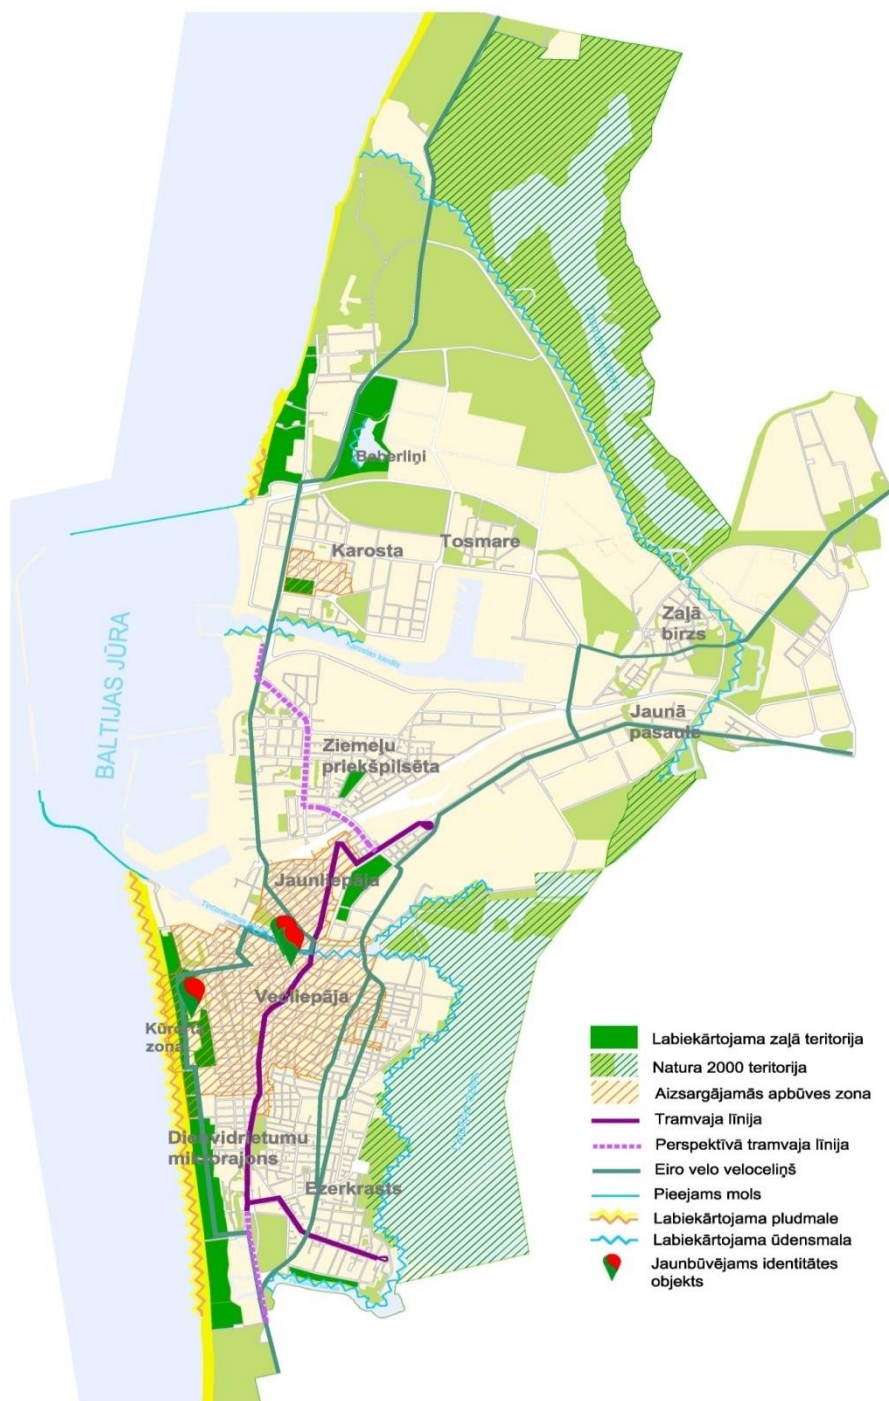 Beberliņi
Karosta
Tosmare
Zaļā
birzs
Karostas kanāls
BALTIJAS JŪRA
Jaunā
pasaule
Ziemeļu
priekšpilsēta
Jaunliepāja
Vecliepāja
Kūrorta
zona
Dienvidrietumu
mikrorajons
Ezerkrasts
Labiekārtojama zaļā teritorija
Natura 2000 teritorija
Aizsargājamās apbūves zona
Tramvaja līnija
Perspektīvā tramvaja līnija
Eiro velo veloceliņš
Pieejams mols
Labiekārtojama pludmale
Labiekārtojama ūdensmala
Jaunbūvējams identitātes
objekts